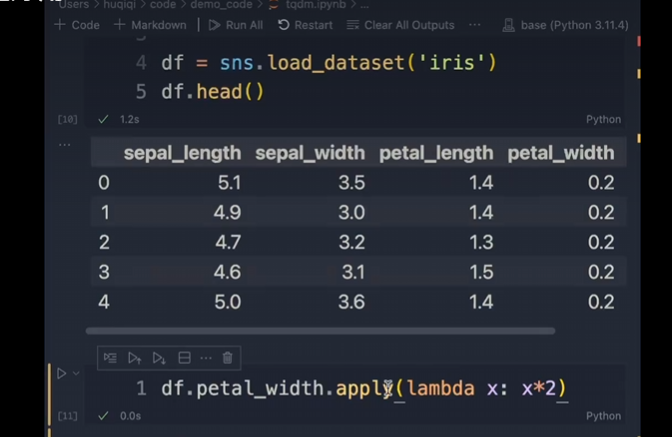 Users > huqiqi > code > demo_code > tqdm.ipynb > ...
+ Code + Markdown | Run All Restart Clear All Outputs ... base (Python 3.11.4)
4 df = sns.load_dataset('iris')
5 df.head()
[10] ✓ 1.2s Python
...
sepal_length sepal_width petal_length petal_width
0 5.1 3.5 1.4 0.2
1 4.9 3.0 1.4 0.2
2 4.7 3.2 1.3 0.2
3 4.6 3.1 1.5 0.2
4 5.0 3.6 1.4 0.2
...
1 df.petal_width.apply(lambda x: x*2)
[11] ✓ 0.0s Python